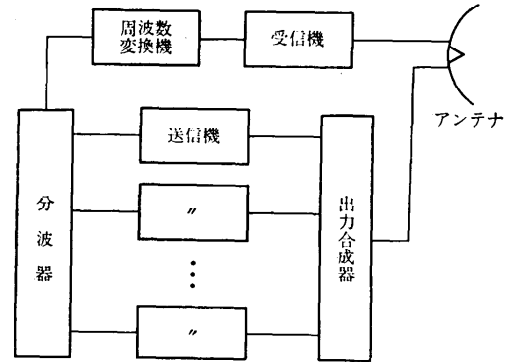 周波数
変換機
受信機
アンテナ
送信機
分波器
〃
出力合成器
〃